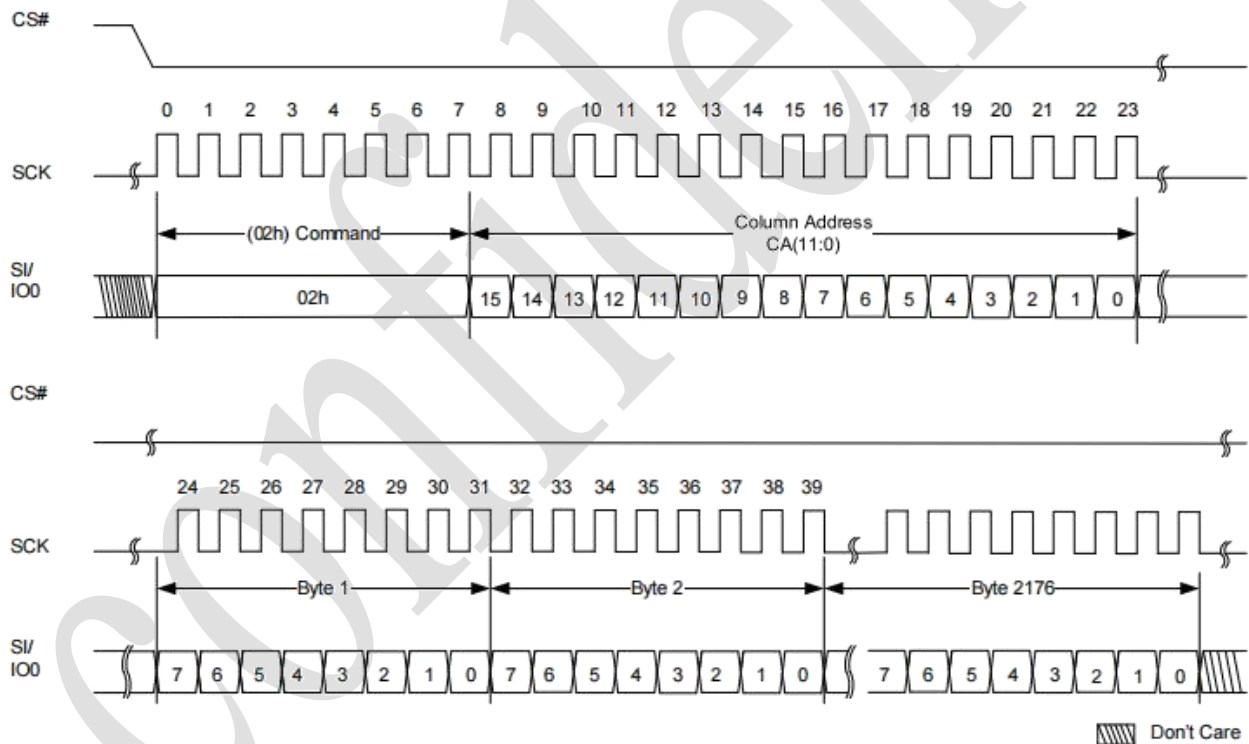 CS#
0 1 2 3 4 5 6 7 8 9 10 11 12 13 14 15 16 17 18 19 20 21 22 23
SCK
(02h) Command
Column Address
CA(11:0)
SI/
IO0
02h 15 14 13 12 11 10 9 8 7 6 5 4 3 2 1 0
CS#
24 25 26 27 28 29 30 31 32 33 34 35 36 37 38 39
SCK
Byte 1 Byte 2 Byte 2176
SI/
IO0
7 6 5 4 3 2 1 0 7 6 5 4 3 2 1 0 7 6 5 4 3 2 1 0
Don't Care
confiden